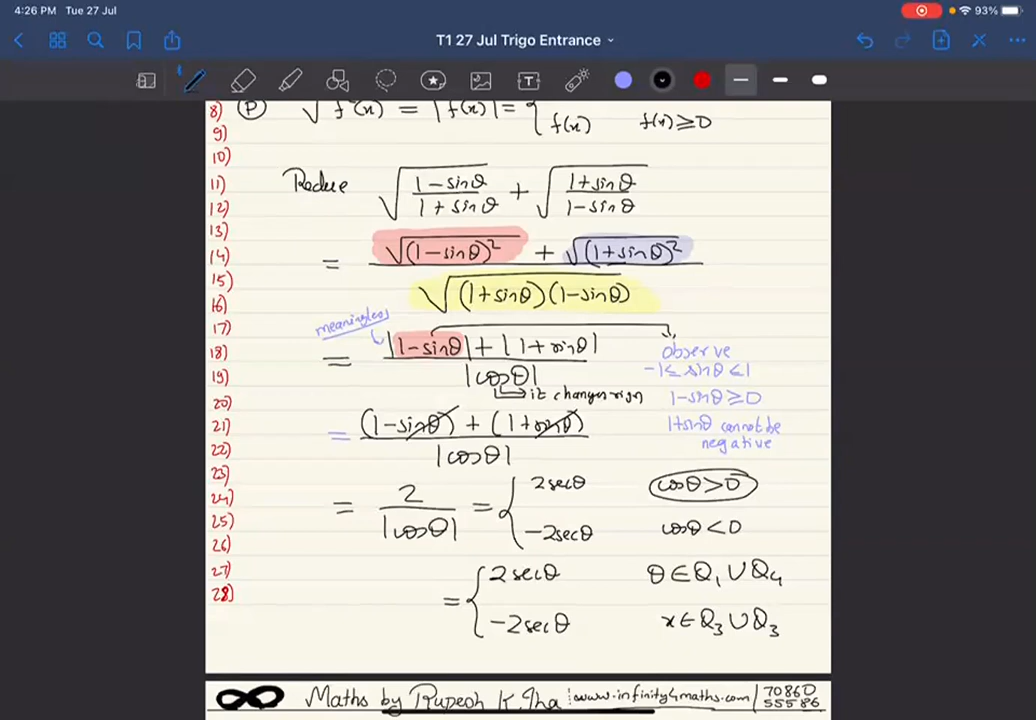 4:26 PM Tue 27 Jul
93%
T1 27 Jul Trigo Entrance
8) (P) √f²(x) = |f(x)| = { f(x) f(x) ≥ 0
9)
10)
11) Reduce √((1 - sinθ)/(1 + sinθ)) + √((1 + sinθ)/(1 - sinθ))
12)
13)
14) = (√(1 - sinθ)² + √(1 + sinθ)²) / √((1 + sinθ)(1 - sinθ))
15)
16)
17) meaningless
18) = (|1 - sinθ| + |1 + sinθ|) / |cosθ|
19) it changes sign
observe
-1 ≤ sinθ ≤ 1
20) 1 - sinθ ≥ 0
21) = ((1 - sinθ) + (1 + sinθ)) / |cosθ|
1 + sinθ cannot be
negative
22)
23)
24) = 2 / |cosθ| = { 2secθ cosθ > 0
25) -2secθ cosθ < 0
26)
27) = { 2secθ θ ∈ Q₁ ∪ Q₄
28) -2secθ x ∈ Q₃ ∪ Q₃
Maths by Rupesh K. Jha | www.infinity4maths.com / 70860
55586